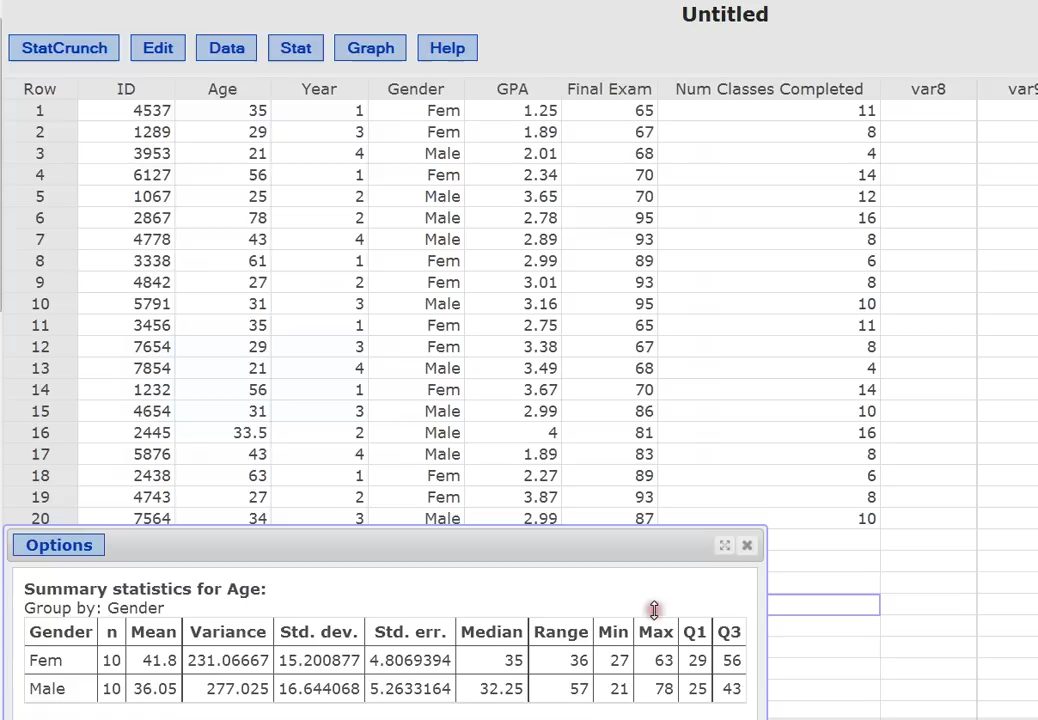 Untitled
StatCrunch Edit Data Stat Graph Help
Row ID Age Year Gender GPA Final Exam Num Classes Completed var8 var9
1 4537 35 1 Fem 1.25 65 11
2 1289 29 3 Fem 1.89 67 8
3 3953 21 4 Male 2.01 68 4
4 6127 56 1 Fem 2.34 70 14
5 1067 25 2 Male 3.65 70 12
6 2867 78 2 Male 2.78 95 16
7 4778 43 4 Male 2.89 93 8
8 3338 61 1 Fem 2.99 89 6
9 4842 27 2 Fem 3.01 93 8
10 5791 31 3 Male 3.16 95 10
11 3456 35 1 Fem 2.75 65 11
12 7654 29 3 Fem 3.38 67 8
13 7854 21 4 Male 3.49 68 4
14 1232 56 1 Fem 3.67 70 14
15 4654 31 3 Male 2.99 86 10
16 2445 33.5 2 Male 4 81 16
17 5876 43 4 Male 1.89 83 8
18 2438 63 1 Fem 2.27 89 6
19 4743 27 2 Fem 3.87 93 8
20 7564 34 3 Male 2.99 87 10
Options
Summary statistics for Age:
Group by: Gender
Gender n Mean Variance Std. dev. Std. err. Median Range Min Max Q1 Q3
Fem 10 41.8 231.06667 15.200877 4.8069394 35 36 27 63 29 56
Male 10 36.05 277.025 16.644068 5.2633164 32.25 57 21 78 25 43